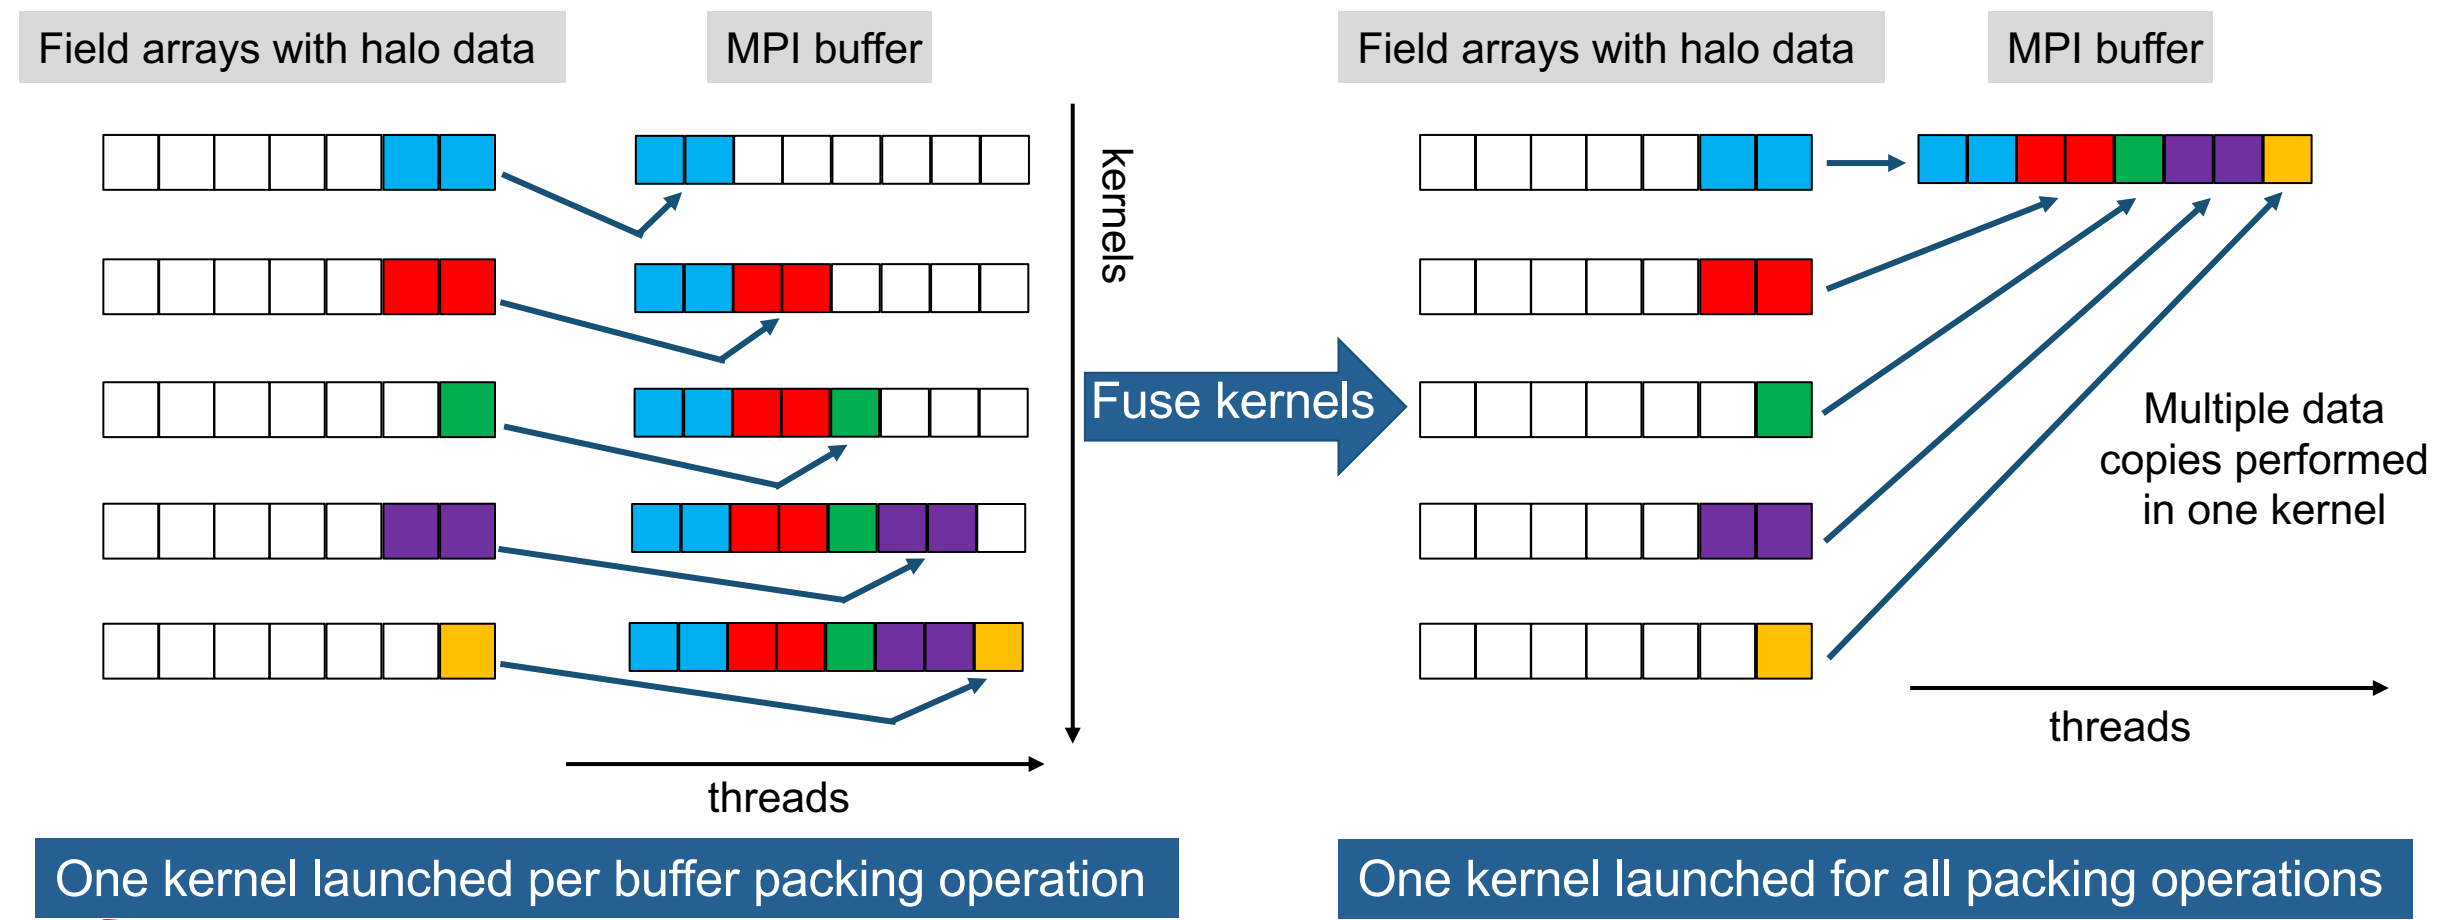 Field arrays with halo data
MPI buffer
kernels
threads
One kernel launched per buffer packing operation
Fuse kernels
Field arrays with halo data
MPI buffer
Multiple data
copies performed
in one kernel
threads
One kernel launched for all packing operations